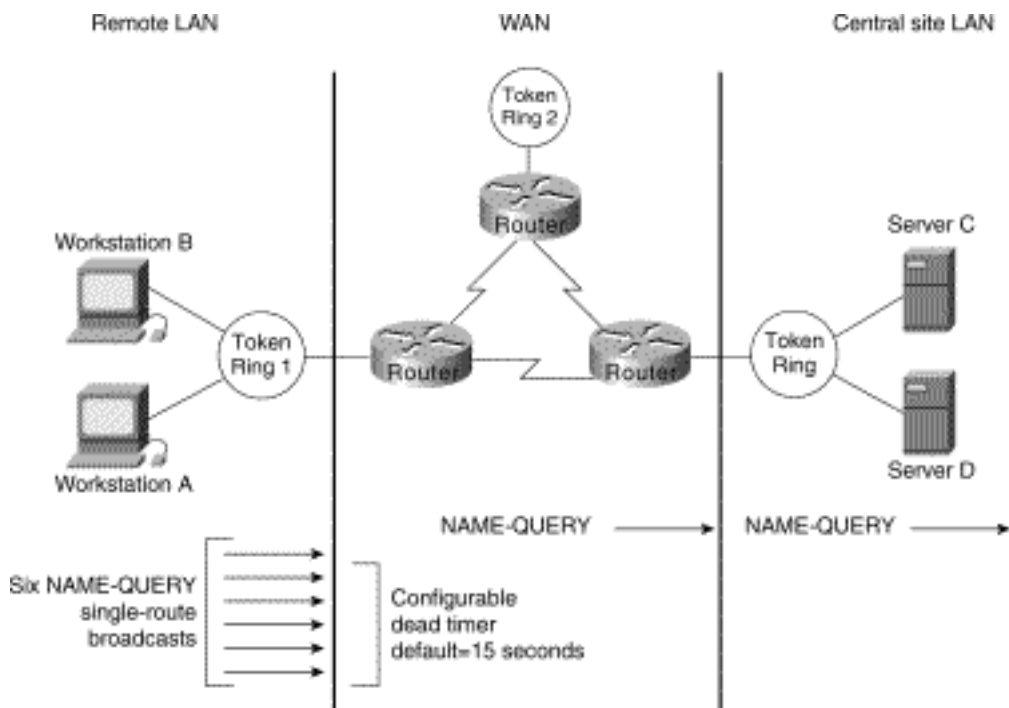 Remote LAN
WAN
Central site LAN
Token
Ring 2
Router
Workstation B
Server C
Token
Ring 1
Router
Router
Token
Ring
Workstation A
Server D
NAME-QUERY
NAME-QUERY
Six NAME-QUERY
single-route
broadcasts
Configurable
dead timer
default=15 seconds